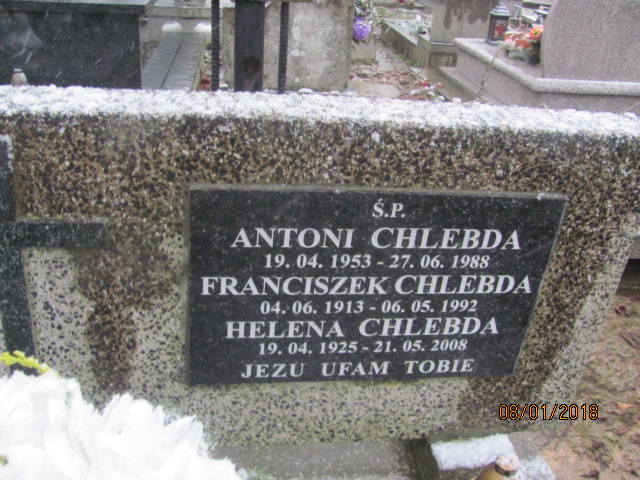 Ś.P.
ANTONI CHLEBDA
19. 04. 1953 - 27. 06. 1988
FRANCISZEK CHLEBDA
04. 06. 1913 - 06. 05. 1992
HELENA CHLEBDA
19. 04. 1925 - 21. 05. 2008
JEZU UFAM TOBIE
08/01/2018